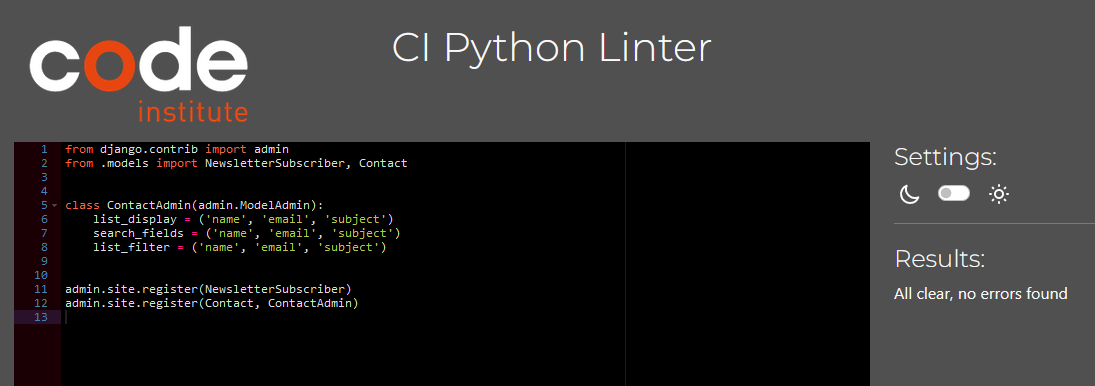 code
institute
CI Python Linter
1 from django.contrib import admin
2 from .models import NewsletterSubscriber, Contact
3
4
5 class ContactAdmin(admin.ModelAdmin):
6     list_display = ('name', 'email', 'subject')
7     search_fields = ('name', 'email', 'subject')
8     list_filter = ('name', 'email', 'subject')
9
10
11 admin.site.register(NewsletterSubscriber)
12 admin.site.register(Contact, ContactAdmin)
13
Settings:
Results:
All clear, no errors found